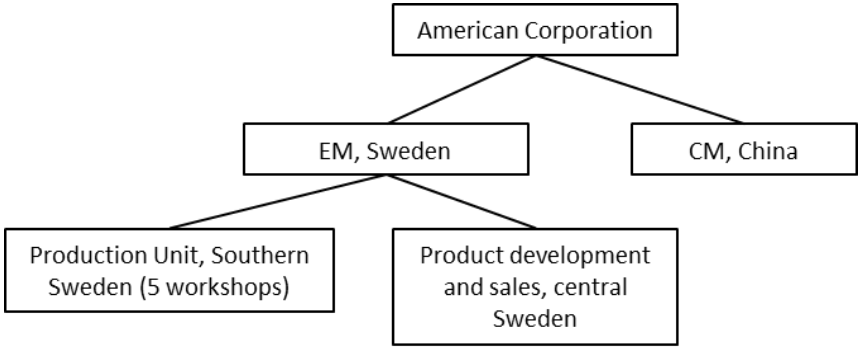 American Corporation
EM, Sweden
CM, China
Production Unit, Southern
Sweden (5 workshops)
Product development
and sales, central
Sweden